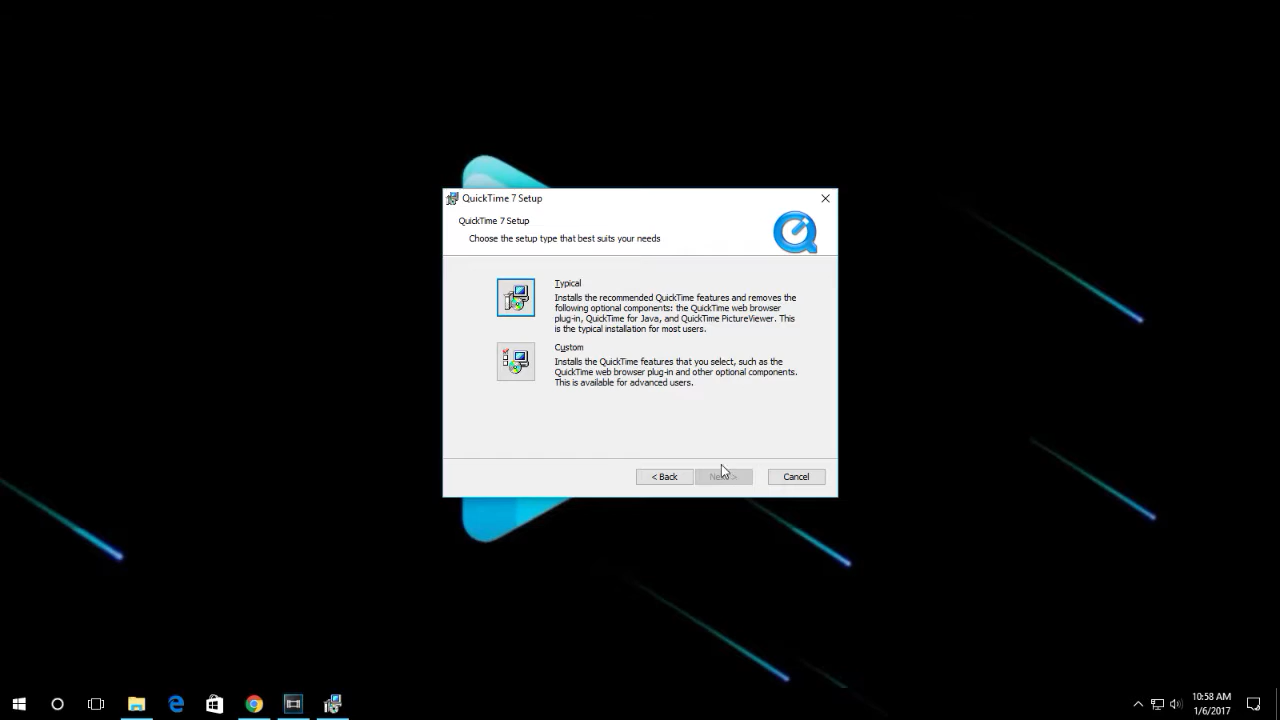 QuickTime 7 Setup
QuickTime 7 Setup
Choose the setup type that best suits your needs
Typical
Installs the recommended QuickTime features and removes the
following optional components: the QuickTime web browser
plug-in, QuickTime for Java, and QuickTime PictureViewer. This
is the typical installation for most users.
Custom
Installs the QuickTime features that you select, such as the
QuickTime web browser plug-in and other optional components.
This is available for advanced users.
< Back
Cancel
10:58 AM
1/6/2017